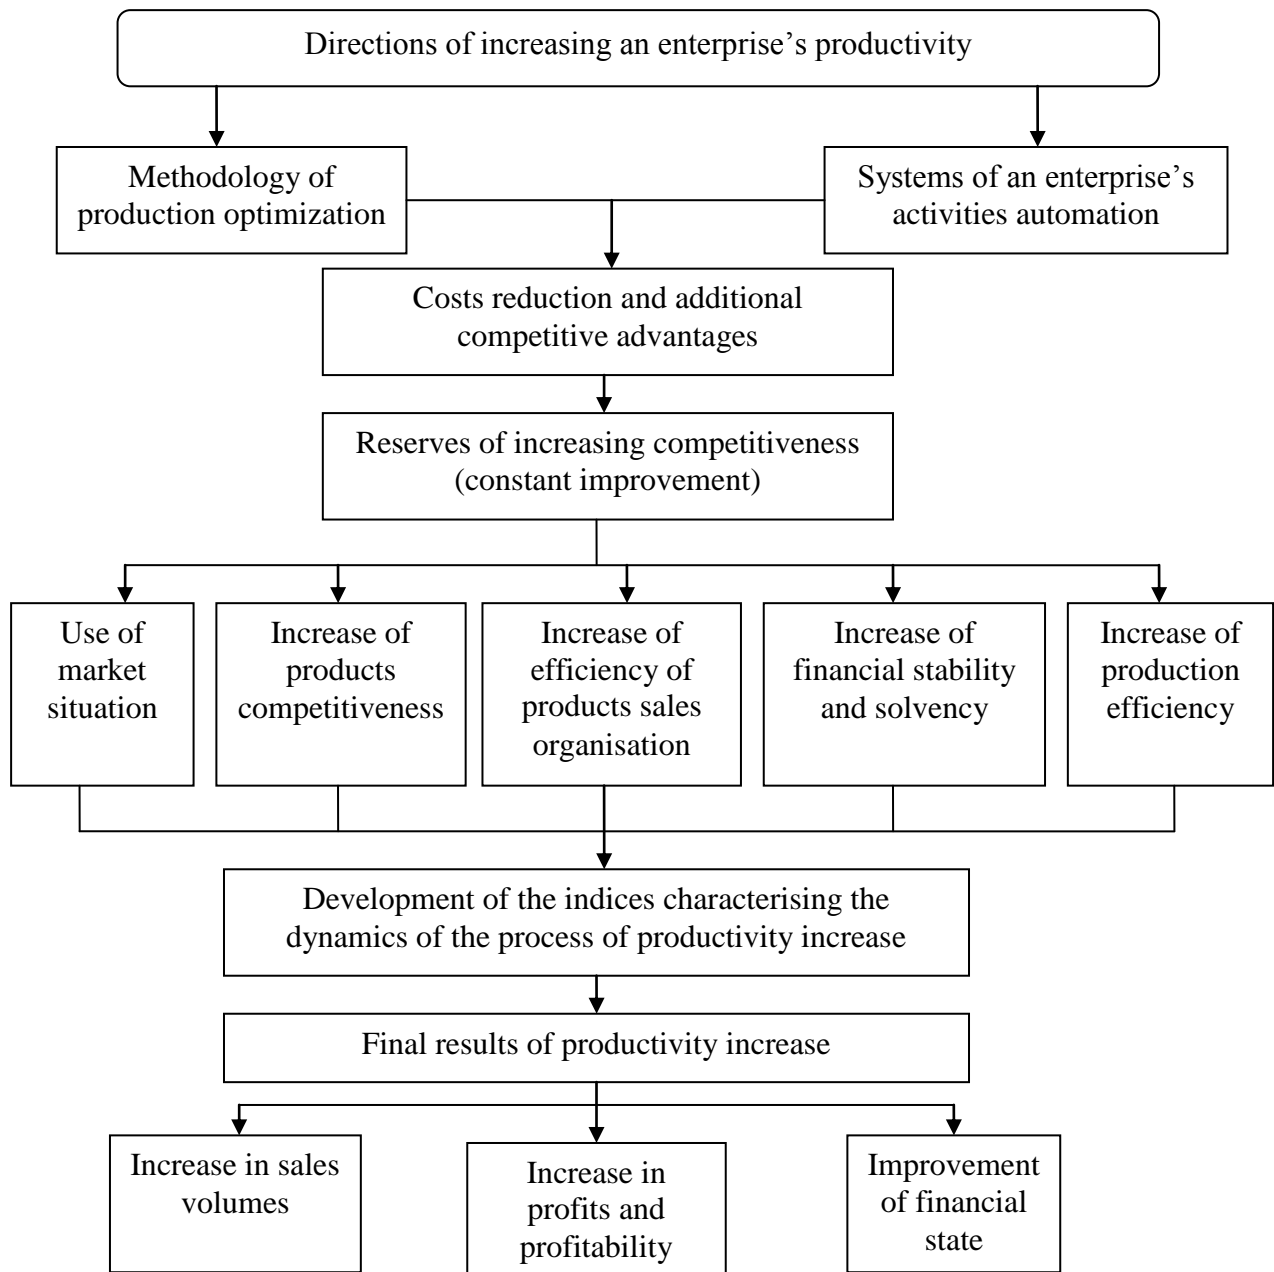 Directions of increasing an enterprise’s productivity
Methodology of
production optimization
Systems of an enterprise’s
activities automation
Costs reduction and additional
competitive advantages
Reserves of increasing competitiveness
(constant improvement)
Use of
market
situation
Increase of
products
competitiveness
Increase of
efficiency of
products sales
organisation
Increase of
financial stability
and solvency
Increase of
production
efficiency
Development of the indices characterising the
dynamics of the process of productivity increase
Final results of productivity increase
Increase in sales
volumes
Increase in
profits and
profitability
Improvement
of financial
state